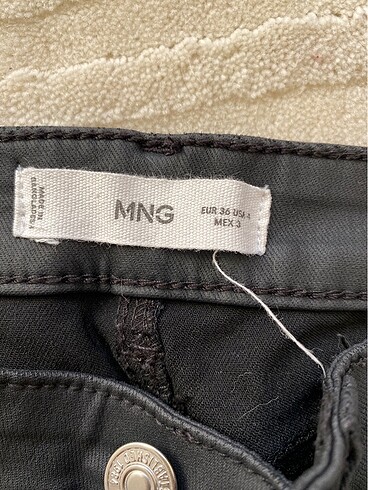 MADE IN
BANGLADESH
MNG
EUR 36 USA 4
MEX 3